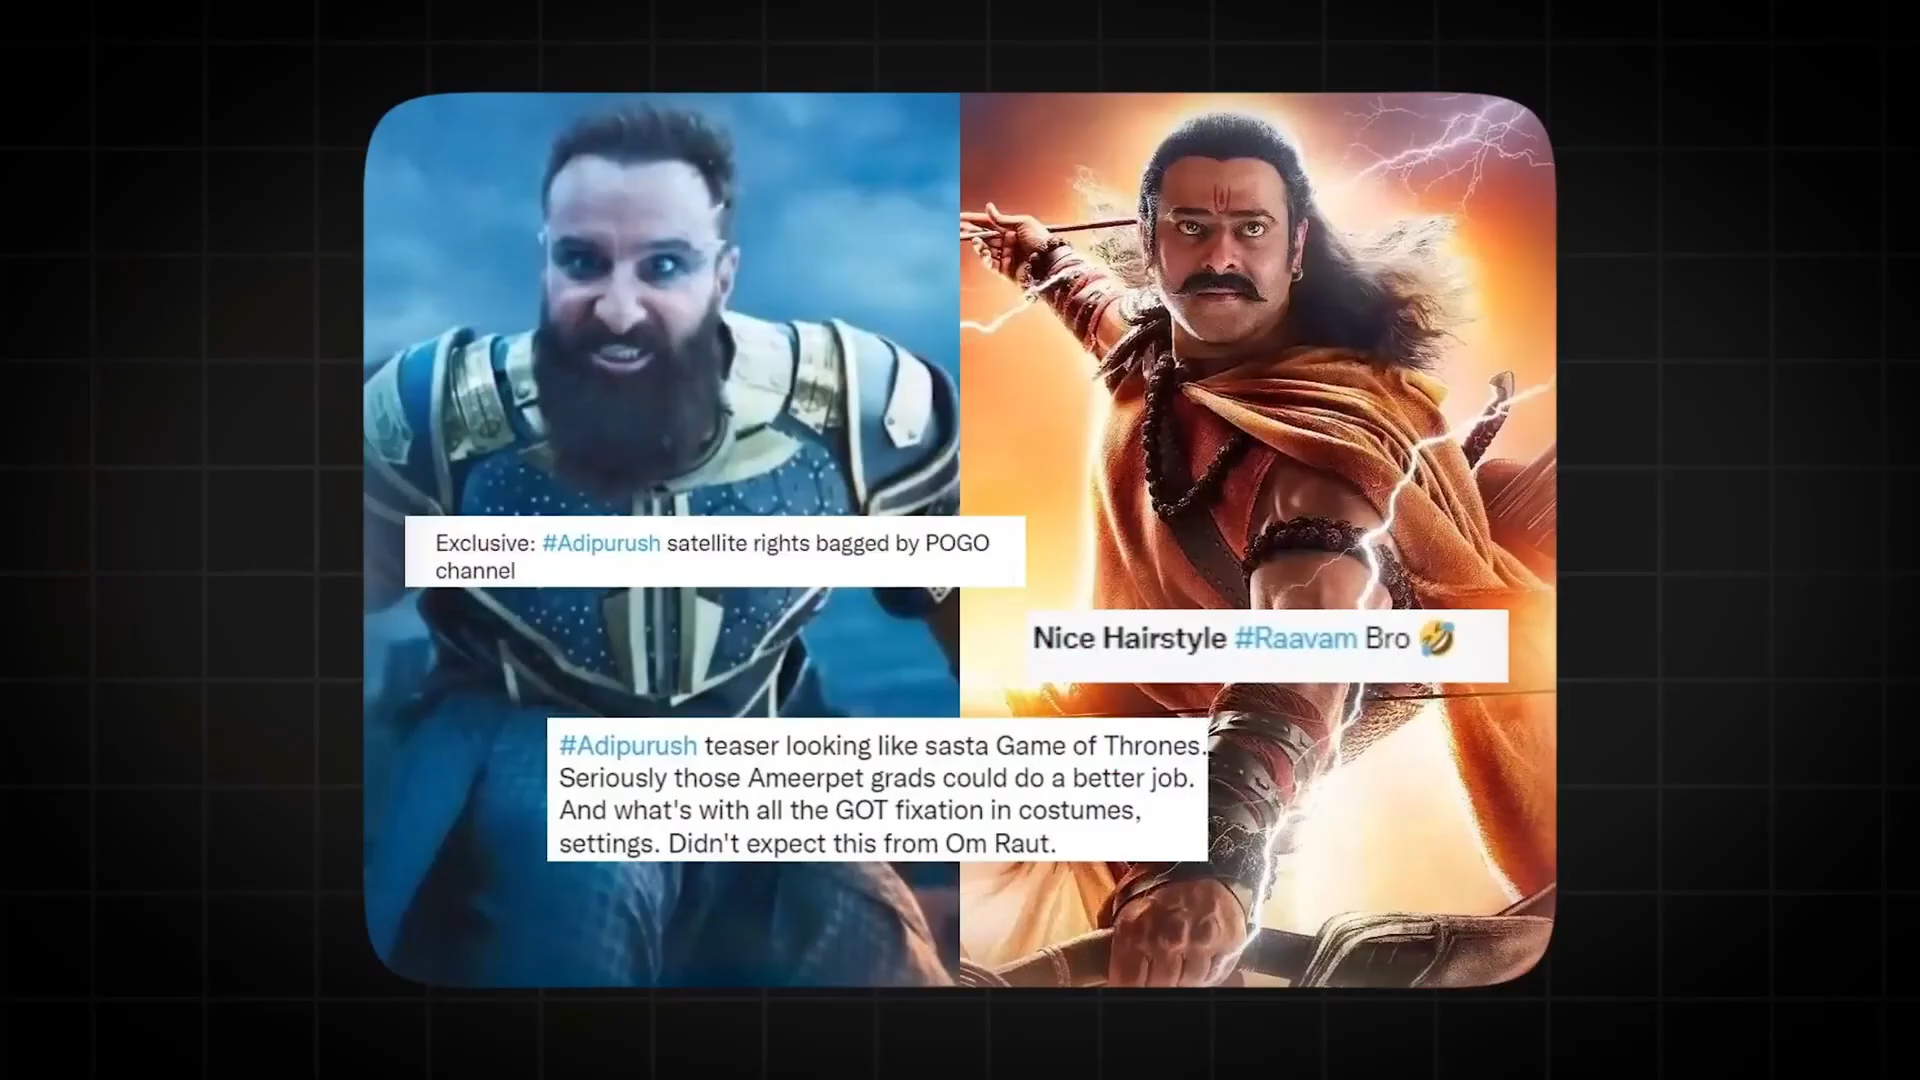 Exclusive: #Adipurush satellite rights bagged by POGO
channel
Nice Hairstyle #Raavam Bro 🤣
#Adipurush teaser looking like sasta Game of Thrones.
Seriously those Ameerpet grads could do a better job.
And what's with all the GOT fixation in costumes,
settings. Didn't expect this from Om Raut.